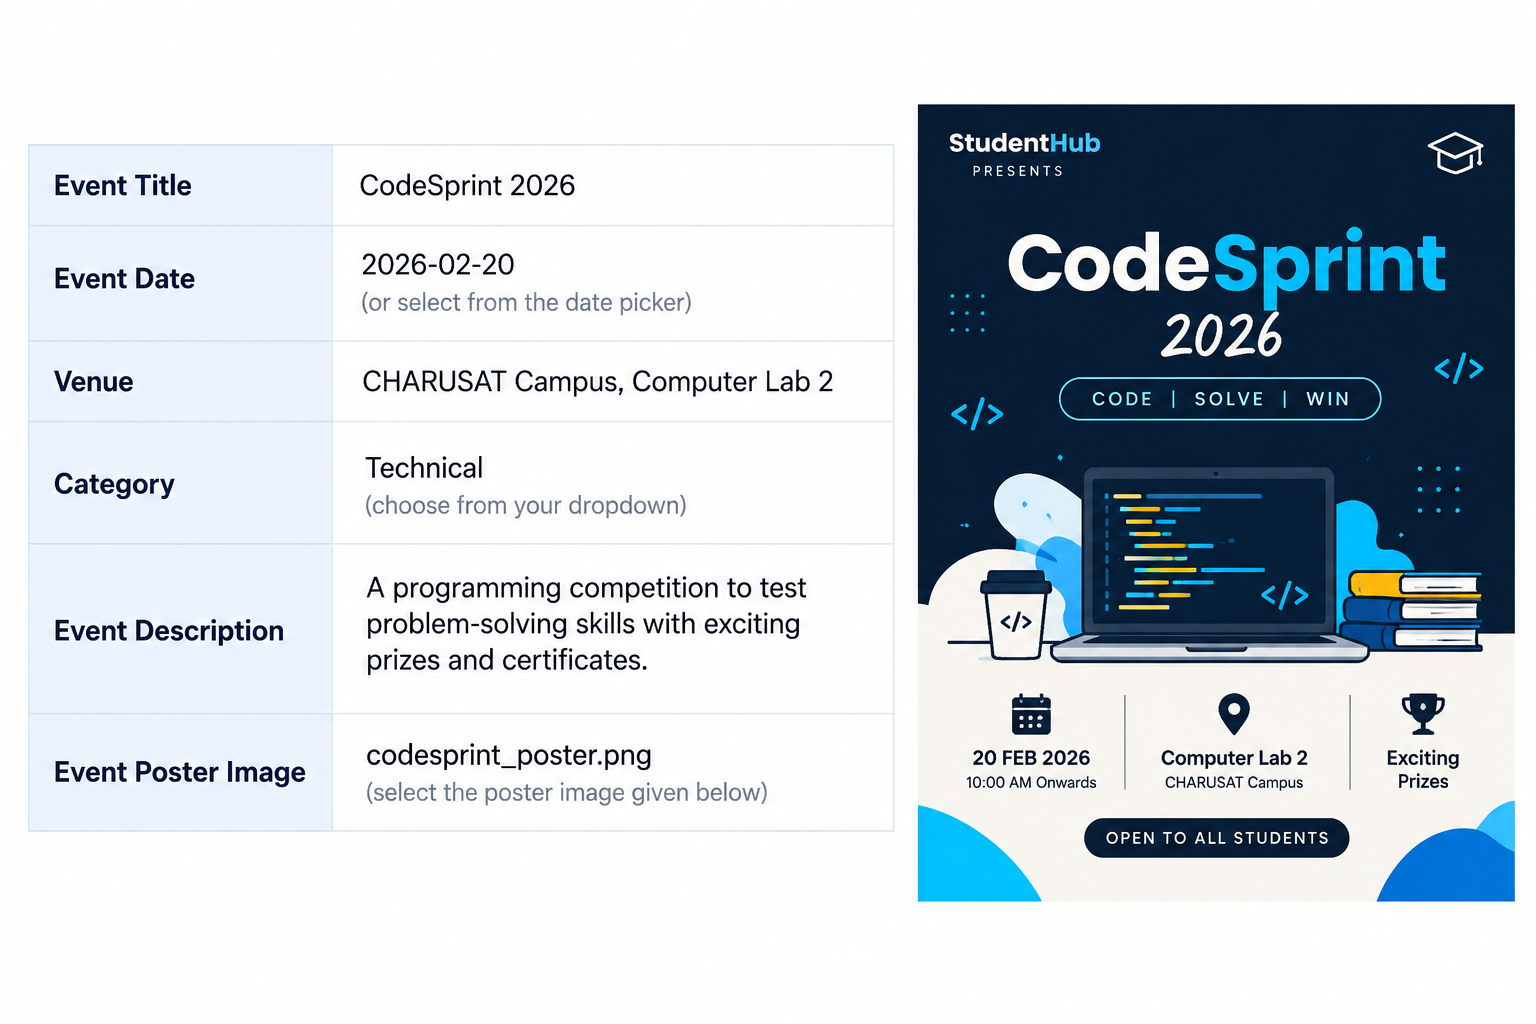 Event Title
CodeSprint 2026
Event Date
2026-02-20
(or select from the date picker)
Venue
CHARUSAT Campus, Computer Lab 2
Category
Technical
(choose from your dropdown)
Event Description
A programming competition to test
problem-solving skills with exciting
prizes and certificates.
Event Poster Image
codesprint_poster.png
(select the poster image given below)
StudentHub
PRESENTS
CodeSprint
2026
CODE | SOLVE | WIN
</>
</>
</>
</>
20 FEB 2026
10:00 AM Onwards
Computer Lab 2
CHARUSAT Campus
Exciting
Prizes
OPEN TO ALL STUDENTS